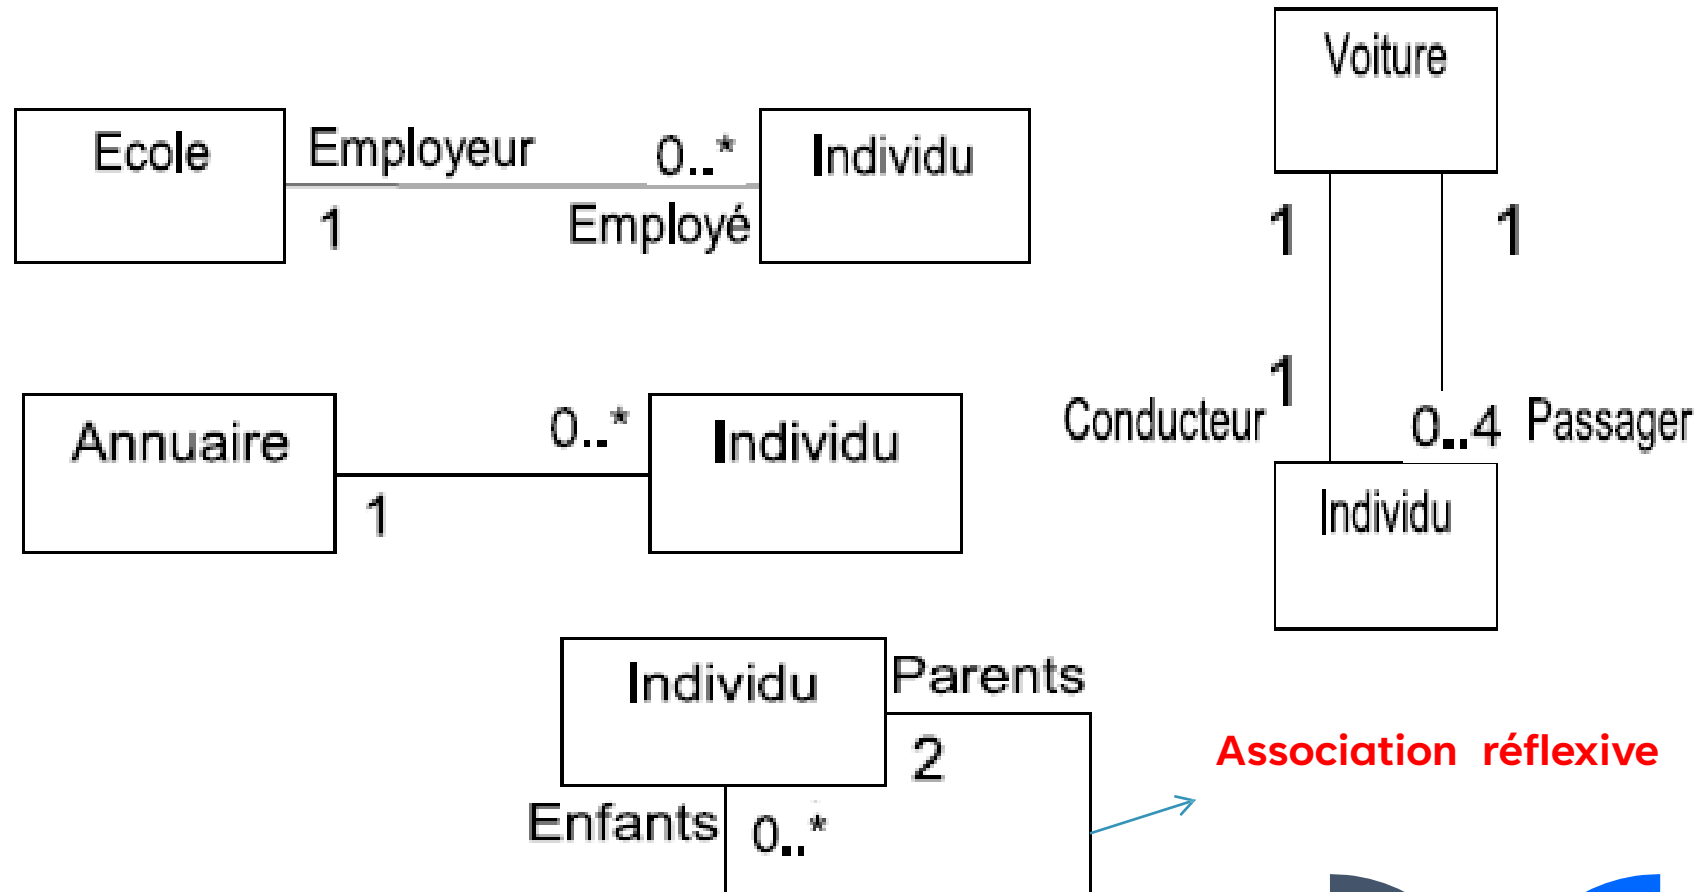 Voiture
Ecole
Employeur
0..*
Individu
1
Employé
1
1
1
Conducteur
0..4
Passager
Individu
Annuaire
0..*
Individu
1
Individu
Parents
2
Association réflexive
Enfants
0..*